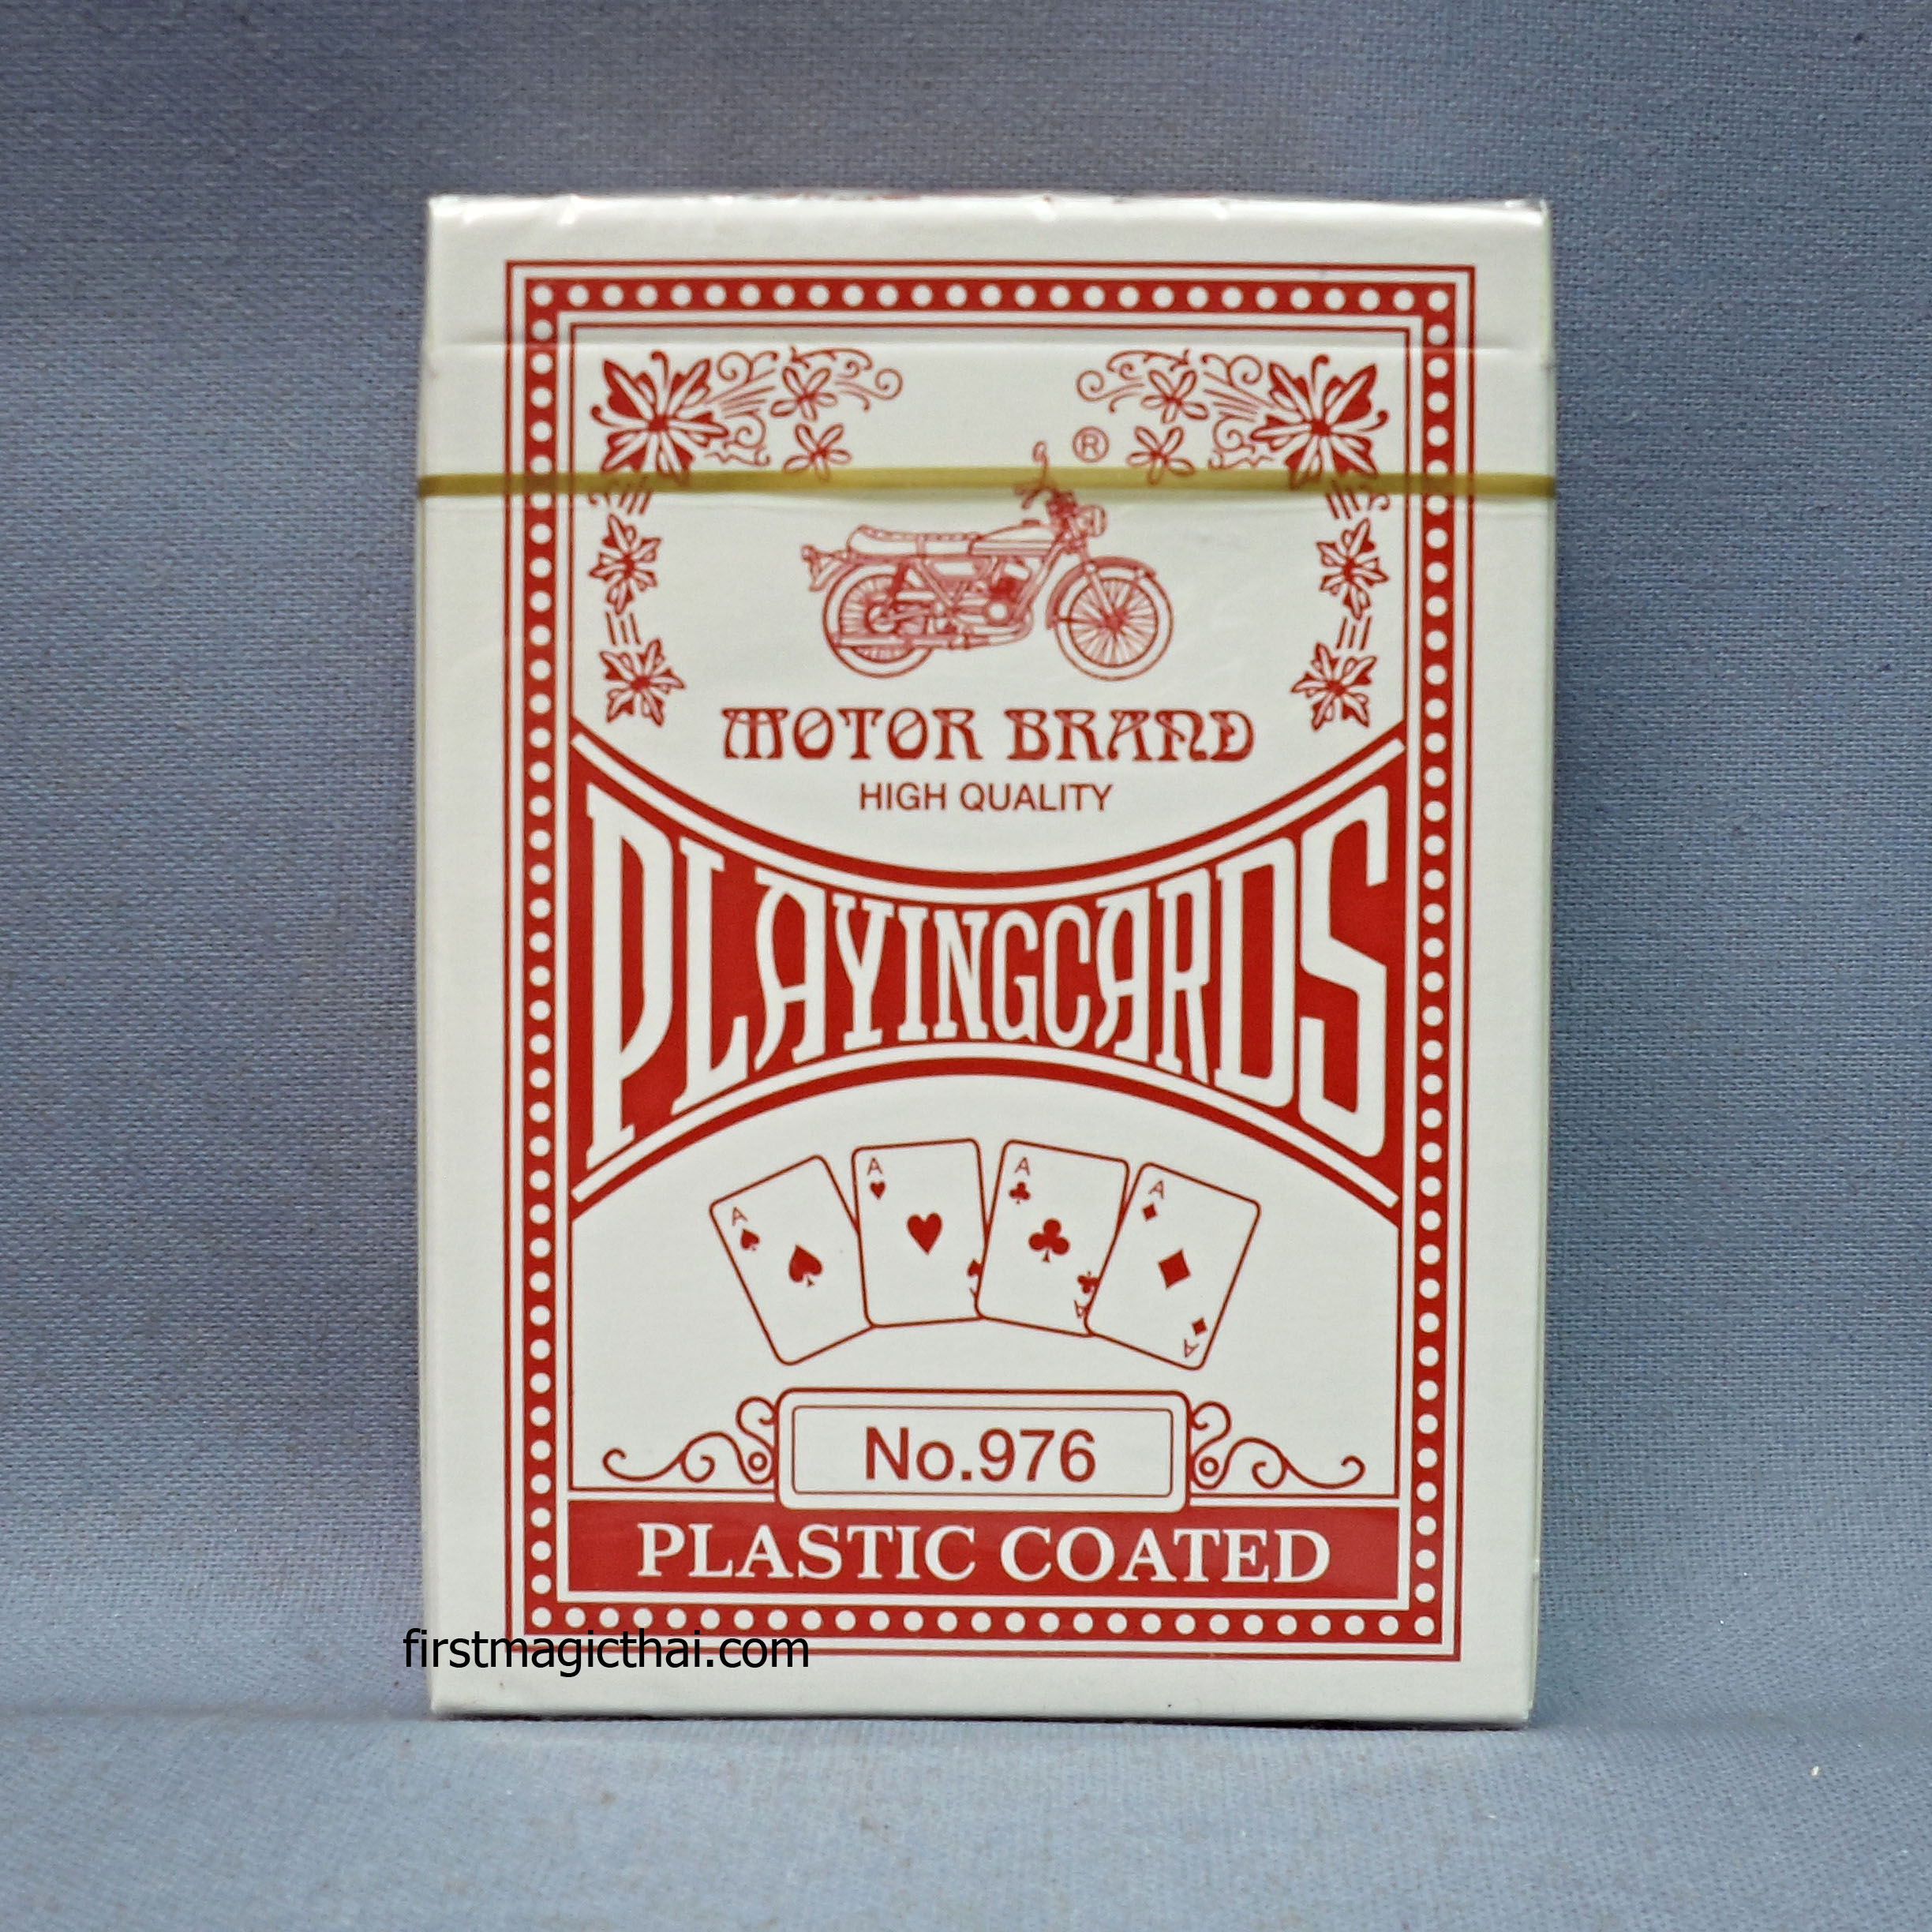 ®
MOTOR BRAND
HIGH QUALITY
PLAYINGCARDS
A
A
A
A
A
A
No.976
PLASTIC COATED
firstmagicthai.com